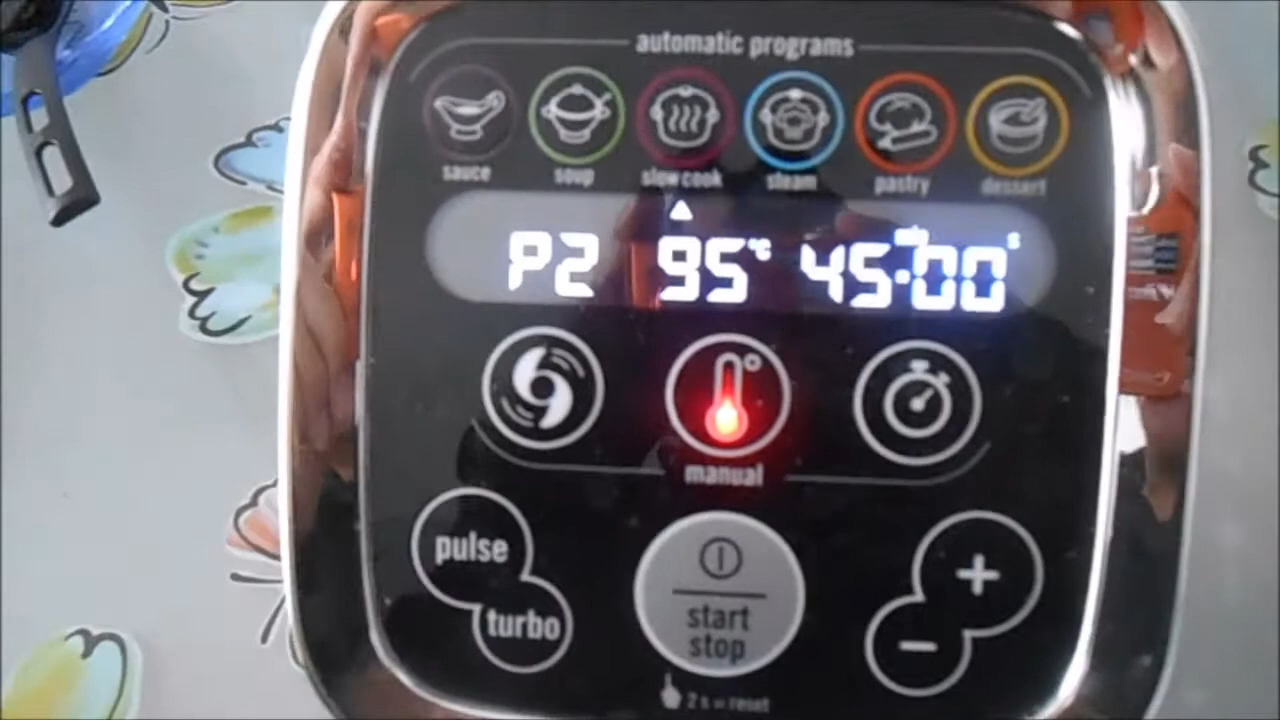 automatic programs
sauce soup slow cook steam pastry dessert
P2 95°C 45:00 s
manual
pulse
turbo
start
stop
+
-
2 s = reset